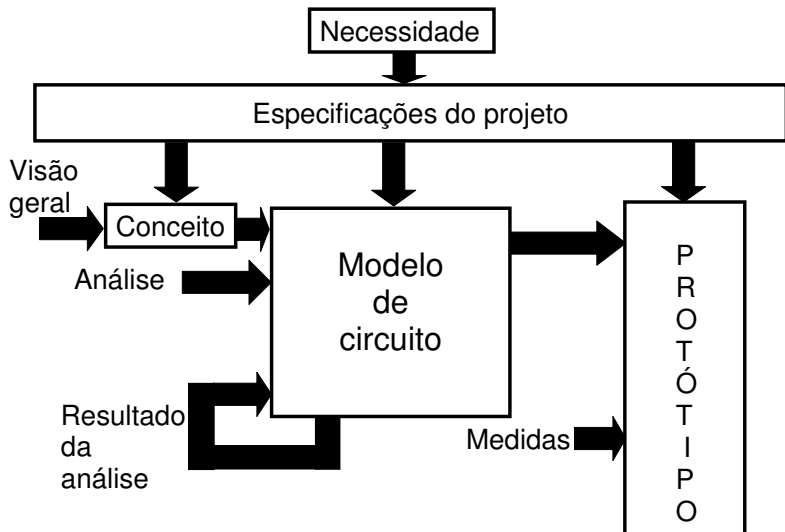 Necessidade
Especificações do projeto
Visão
geral
Conceito
Análise
Modelo
de
circuito
Resultado
da
análise
Medidas
P
R
O
T
Ó
T
I
P
O